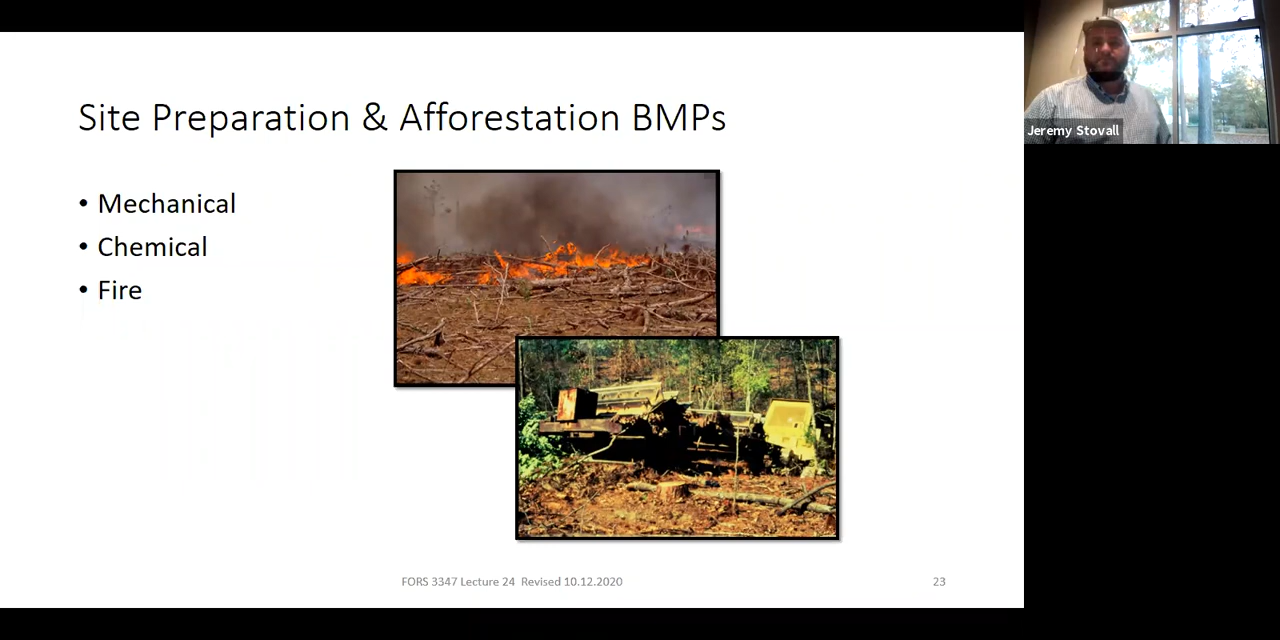 Site Preparation & Afforestation BMPs
• Mechanical
• Chemical
• Fire
FORS 3347 Lecture 24 Revised 10.12.2020
23
Jeremy Stovall